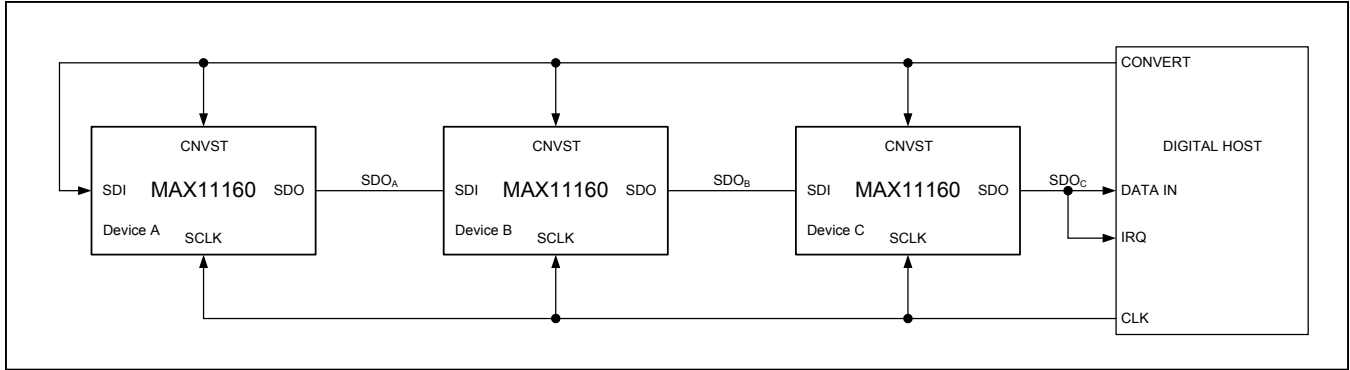 CONVERT
CNVST
CNVST
CNVST
DIGITAL HOST
SDI MAX11160 SDO
SDOA
SDI MAX11160 SDO
SDOB
SDI MAX11160 SDO
SDOC
DATA IN
Device A
SCLK
Device B
SCLK
Device C
SCLK
IRQ
CLK